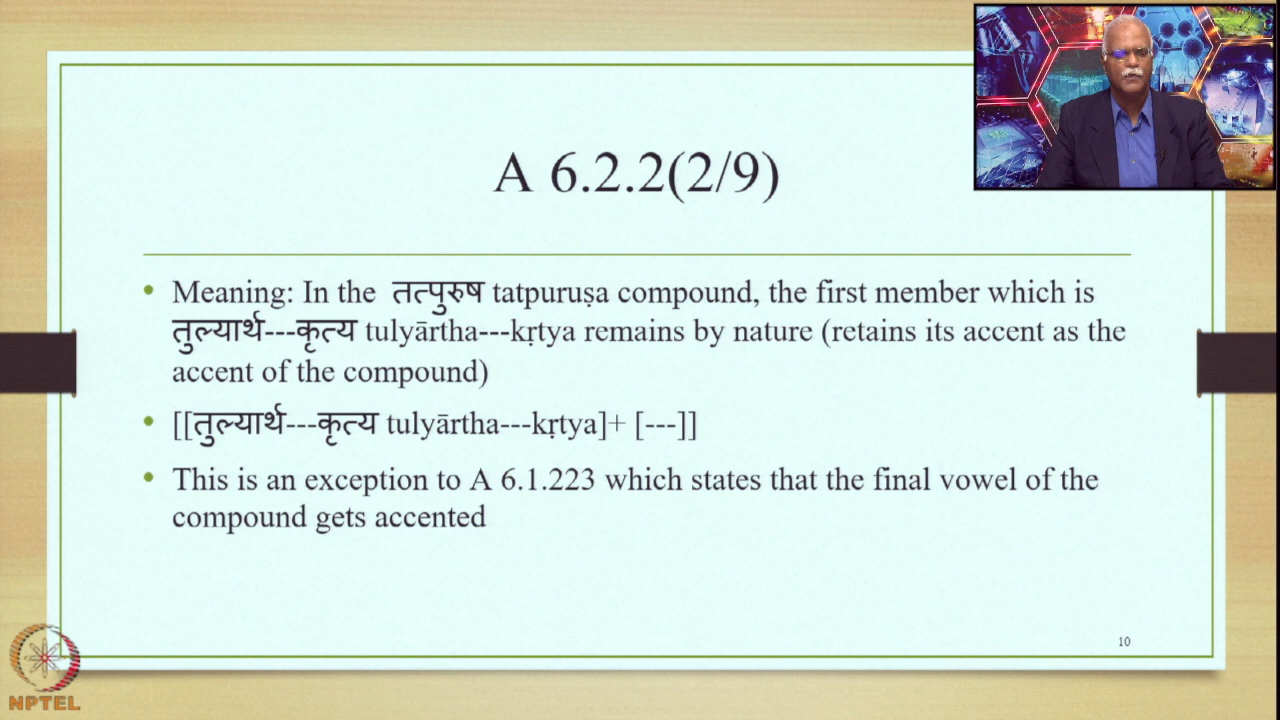 A 6.2.2(2/9)
• Meaning: In the तत्पुरुष tatpuruṣa compound, the first member which is
तुल्यार्थ---कृत्य tulyārtha---kṛtya remains by nature (retains its accent as the
accent of the compound)
• [[तुल्यार्थ---कृत्य tulyārtha---kṛtya]+ [---]]
• This is an exception to A 6.1.223 which states that the final vowel of the
compound gets accented
10
NPTEL